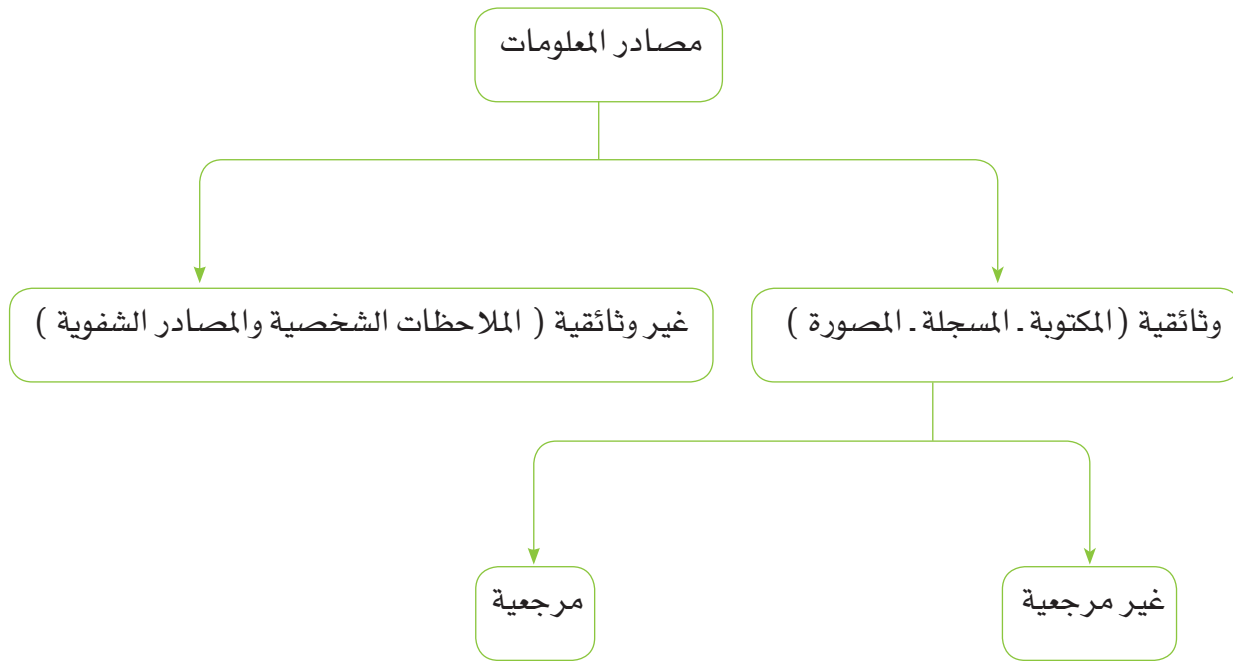 مصادر المعلومات
وثائقية ( المكتوبة ـ المسجلة ـ المصورة )
غير وثائقية ( الملاحظات الشخصية والمصادر الشفوية )
غير مرجعية
مرجعية